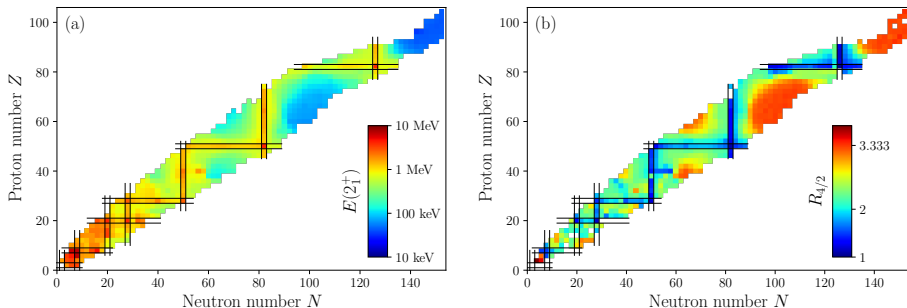 (a)
Proton number Z
100
80
60
40
20
0
0 20 40 60 80 100 120 140
Neutron number N
10 MeV
1 MeV
100 keV
10 keV
E(2₁⁺)
(b)
Proton number Z
100
80
60
40
20
0
0 20 40 60 80 100 120 140
Neutron number N
3.333
2
1
R₄/₂